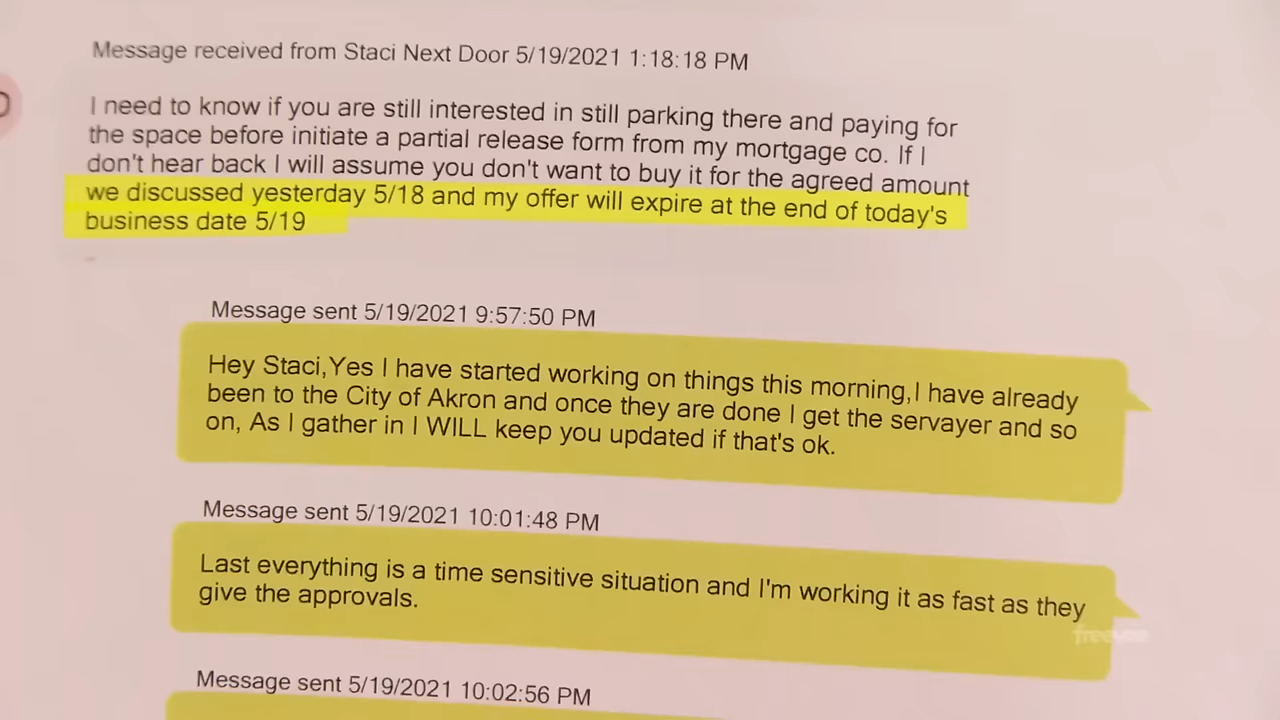 Message received from Staci Next Door 5/19/2021 1:18:18 PM
I need to know if you are still interested in still parking there and paying for
the space before initiate a partial release form from my mortgage co. If I
don't hear back I will assume you don't want to buy it for the agreed amount
we discussed yesterday 5/18 and my offer will expire at the end of today's
business date 5/19
Message sent 5/19/2021 9:57:50 PM
Hey Staci,Yes I have started working on things this morning,I have already
been to the City of Akron and once they are done I get the servayer and so
on, As I gather in I WILL keep you updated if that's ok.
Message sent 5/19/2021 10:01:48 PM
Last everything is a time sensitive situation and I'm working it as fast as they
give the approvals.
freevee
Message sent 5/19/2021 10:02:56 PM